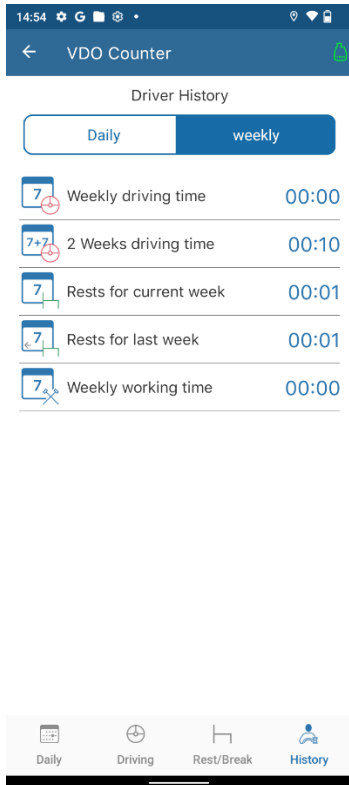 14:54 G
VDO Counter
Driver History
Daily weekly
7 Weekly driving time 00:00
7+7 2 Weeks driving time 00:10
7 Rests for current week 00:01
7 Rests for last week 00:01
7 Weekly working time 00:00
Daily Driving Rest/Break History